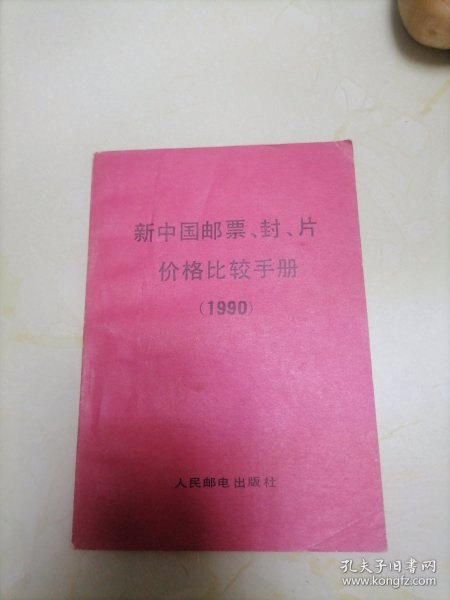 新中国邮票、封、片
价格比较手册
（1990）
人民邮电出版社
孔夫子旧书网
www.kongfz.com